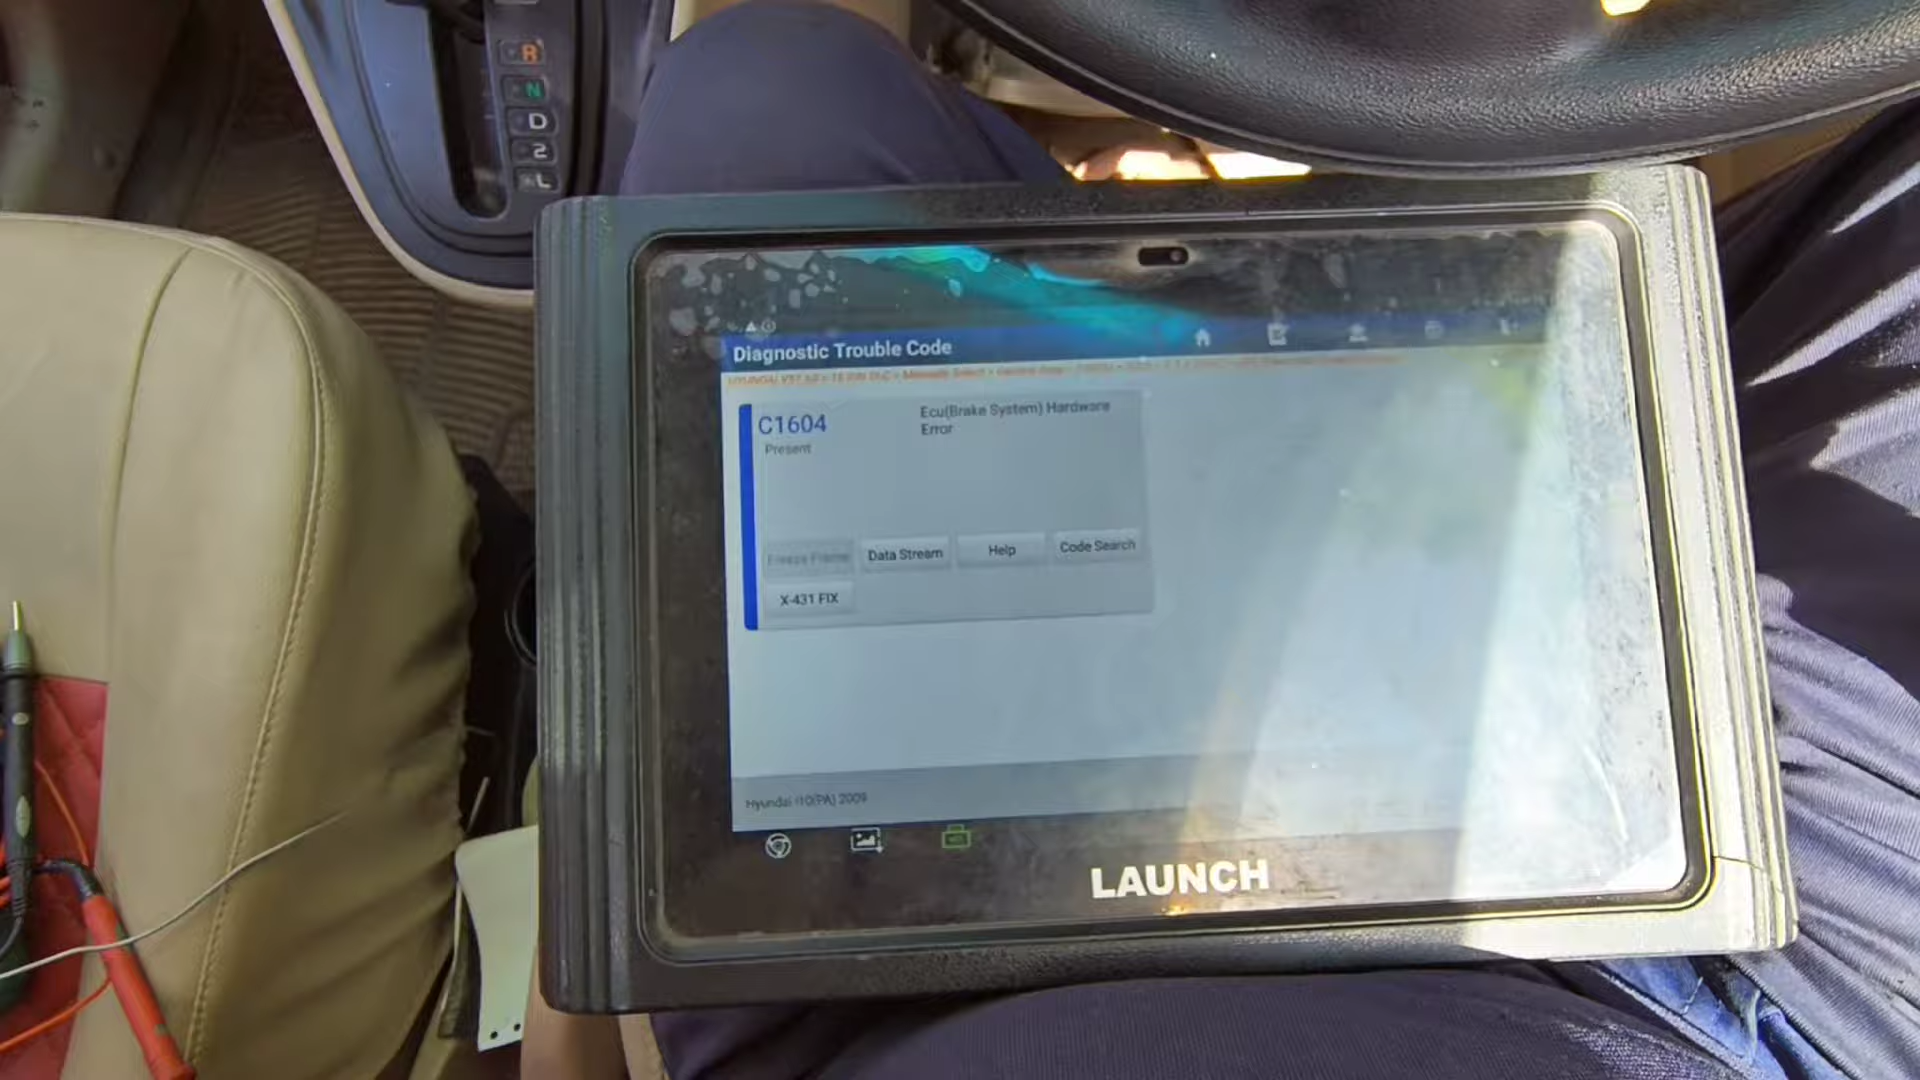 R
N
D
2
L
Diagnostic Trouble Code
C1604
Ecu(Brake System) Hardware
Error
Present
Freeze Frame
Data Stream
Help
Code Search
X-431 FIX
Hyundai i10(PA) 2009
LAUNCH